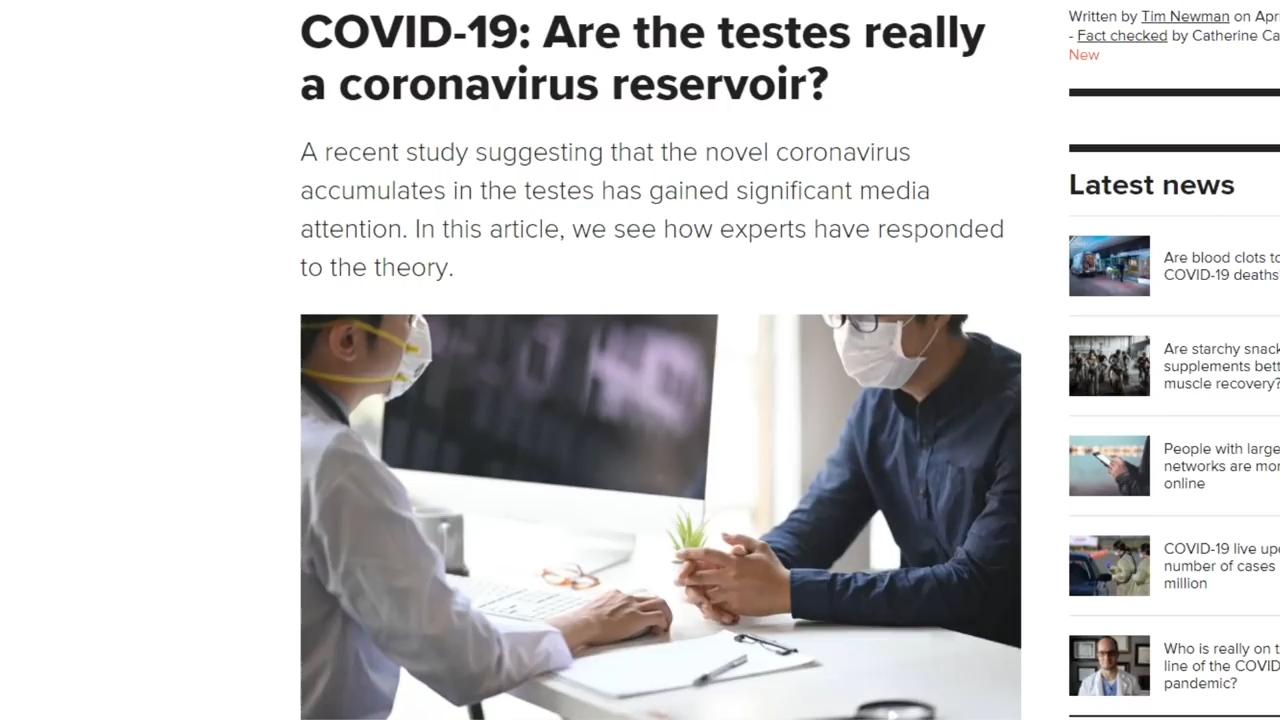 COVID-19: Are the testes really
a coronavirus reservoir?
A recent study suggesting that the novel coronavirus
accumulates in the testes has gained significant media
attention. In this article, we see how experts have responded
to the theory.
Written by Tim Newman on
- Fact checked by Catherine
New
Latest news
Are blood clots
COVID-19 deaths
Are starchy
supplements
muscle recovery?
People with
networks are
online
COVID-19 live
number of cases
million
Who is really on
line of the
pandemic?